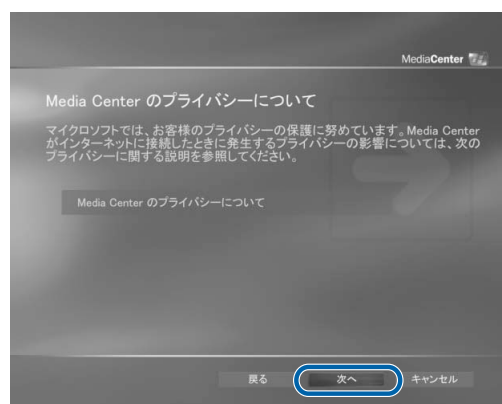 MediaCenter
Media Center のプライバシーについて
マイクロソフトでは、お客様のプライバシーの保護に努めています。Media Center
がインターネットに接続したときに発生するプライバシーの影響については、次の
プライバシーに関する説明を参照してください。
Media Center のプライバシーについて
戻る 次へ キャンセル